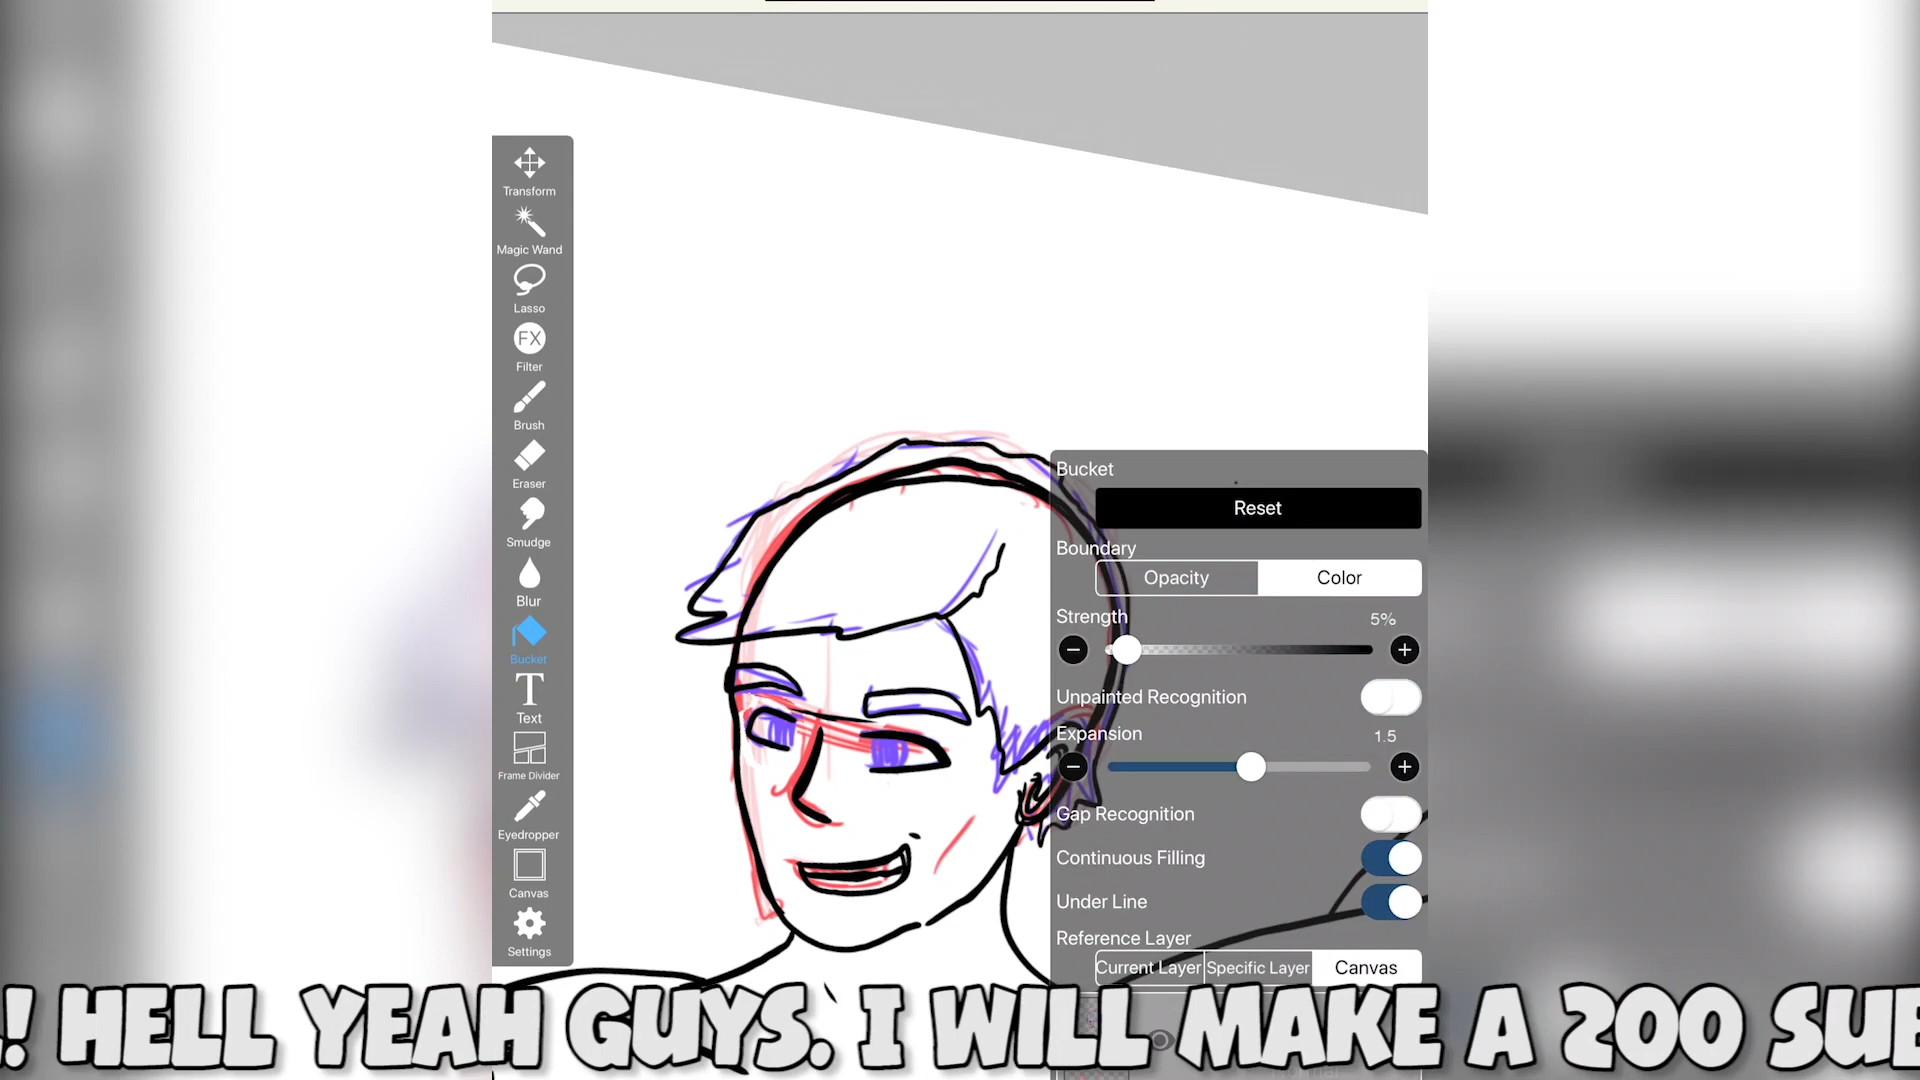 Transform
Magic Wand
Lasso
FX
Filter
Brush
Eraser
Smudge
Blur
Bucket
T
Text
Frame Divider
Eyedropper
Canvas
Settings
Bucket
Reset
Boundary
Opacity Color
Strength 5%
Unpainted Recognition
Expansion 1.5
Gap Recognition
Continuous Filling
Under Line
Reference Layer
Current Layer Specific Layer Canvas
! HELL YEAH GUYS. I WILL MAKE A 200 SUB